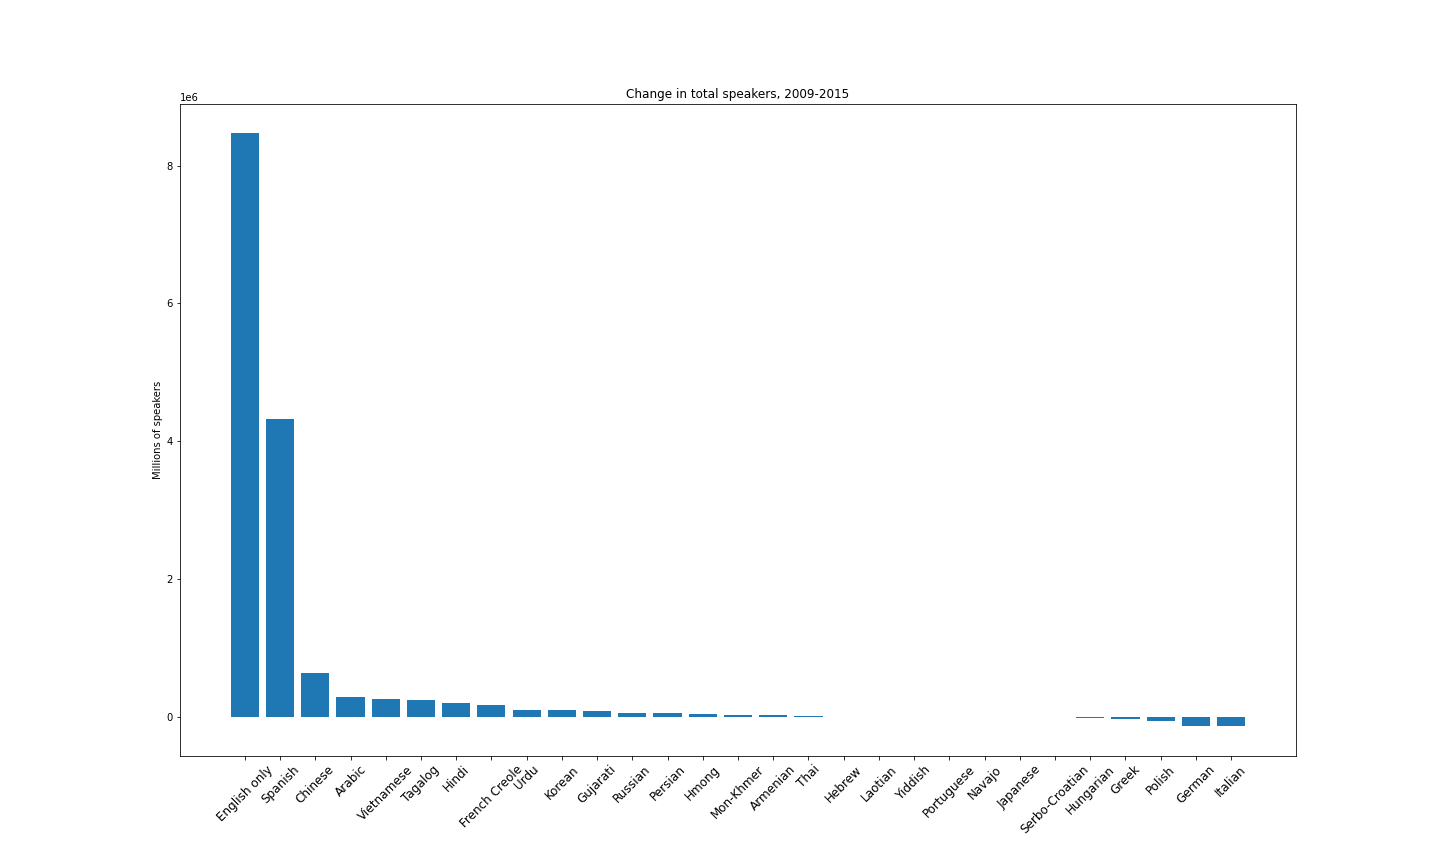 Change in total speakers, 2009-2015
1e6
8
6
4
2
0
Millions of speakers
English only
Spanish
Chinese
Arabic
Vietnamese
Tagalog
Hindi
French Creole
Urdu
Korean
Gujarati
Russian
Persian
Hmong
Mon-Khmer
Armenian
Thai
Hebrew
Laotian
Yiddish
Portuguese
Navajo
Japanese
Serbo-Croatian
Hungarian
Greek
Polish
German
Italian